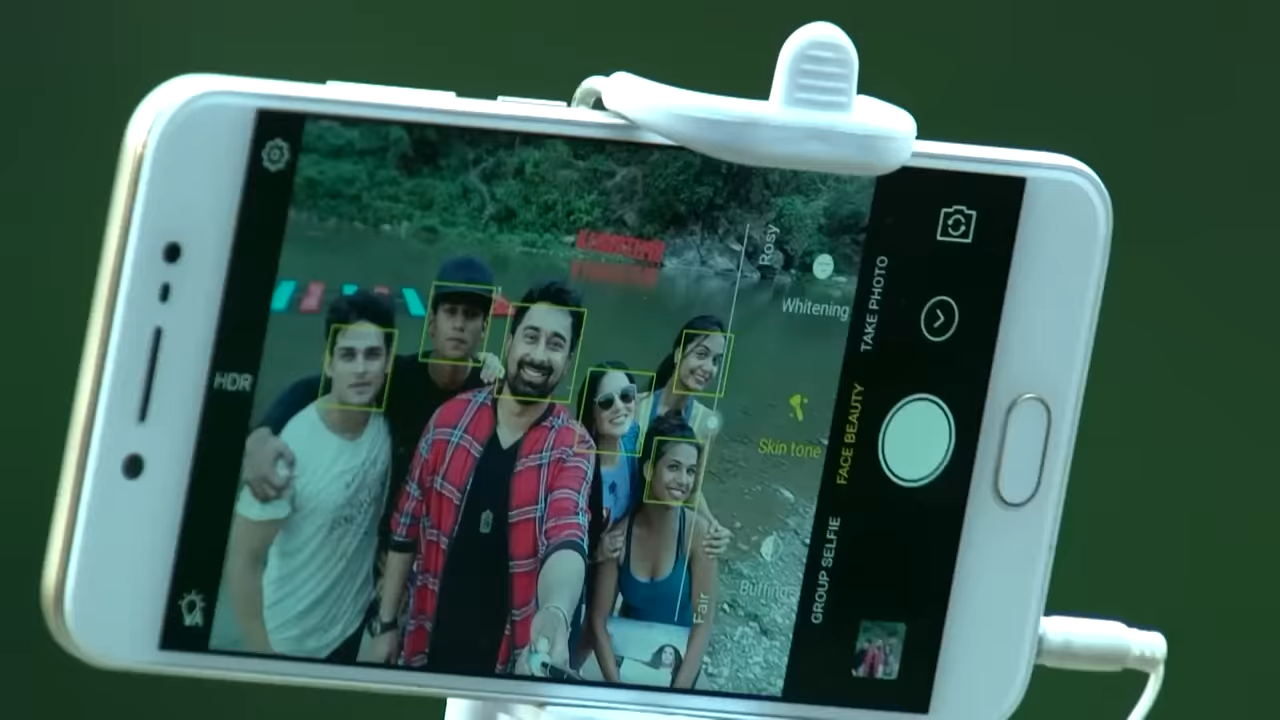 HDR
Rosy
Whitening
Skin tone
Buffing
Fair
TAKE PHOTO
FACE BEAUTY
GROUP SELFIE